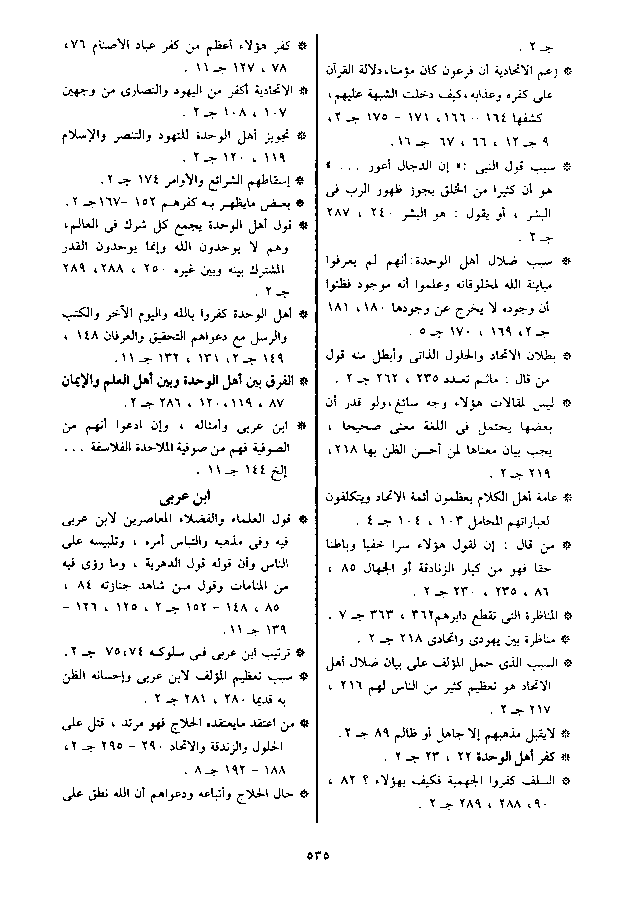 جـ ٢ .
* زعم الاتحادية أن فرعون كان مؤمنا، دلالة القرآن
على كفره وعذابه، كيف دخلت الشبهة عليهم،
كشفها ١٦٤ - ١٦٦، ١٧١ - ١٧٥ جـ ٢،
٩ جـ ١٢ ، ٦٦ ، ٦٧ جـ ١٦.
* سبب قول النبى : « إن الدجال أعور ... »
هو أن كثيرا من الخلق يجوز ظهور الرب فى
البشر ، أو يقول : هو البشر ٢٤٠ ، ٢٨٧
جـ ٢ .
* سبب ضلال أهل الوحدة: أنهم لم يعرفوا
مباينة الله لمخلوقاته وعلموا أنه موجود فظنوا
أن وجوده لا يخرج عن وجودها ١٨٠، ١٨١
جـ ٢، ١٦٩ ، ١٧٠ جـ ٥ .
* بطلان الاتحاد والحلول الذاتى وأبطل منه قول
من قال : ماثم تعدد ٢٣٥ ، ٢٦٢ جـ ٢ .
* ليس لمقالات هؤلاء وجه سائغ، ولو قدر أن
بعضها يحتمل فى اللغة معنى صحيحا ،
يجب بيان معناها لمن أحسن الظن بها ٢١٨،
٢١٩ جـ ٢ .
* عامة أهل الكلام يعظمون أئمة الاتحاد ويتكلفون
لعباراتهم المحامل ١٠٣ ، ١٠٤ جـ ٤ .
* من قال : إن لقول هؤلاء سرا خفيا وباطنا
حقا فهو من كبار الزنادقة أو الجهال ٨٥ ،
٨٦ ، ٢٣٥ ، ٢٣٠ جـ ٢ .
* المناظرة التى تقطع دابرهم ٣٦٢ ، ٣٦٣ جـ ٧ .
* مناظرة بين يهودى واتحادى ٢١٨ جـ ٢ .
* السبب الذى حمل المؤلف على بيان ضلال أهل
الاتحاد هو تعظيم كثير من الناس لهم ٢١٦ ،
٢١٧ جـ ٢ .
* لايقبل مذهبهم إلا جاهل أو ظالم ٨٩ جـ ٢ .
* كفر أهل الوحدة ٢٢ ، ٢٣ جـ ٢ .
* السلف كفروا الجهمية فكيف بهؤلاء ؟ ٨٢ ،
٩٠، ٢٨٨ ، ٢٨٩ جـ ٢ .
* كفر هؤلاء أعظم من كفر عباد الأصنام ٧٦،
٧٨ ، ١٢٧ جـ ١١ .
* الاتحادية أكفر من اليهود والنصارى من وجهين
١٠٧ ، ١٠٨ جـ ٢ .
* تجويز أهل الوحدة للتهود والتنصر والإسلام
١١٩ ، ١٢٠ جـ ٢ .
* إسقاطهم الشرائع والأوامر ١٧٤ جـ ٢ .
* بعض مايظهر به كفرهم ١٥٢ - ١٦٧ جـ ٢ .
* قول أهل الوحدة يجمع كل شرك فى العالم،
وهم لا يوحدون الله وإنما يوحدون القدر
المشترك بينه وبين غيره ٢٥٠ ، ٢٨٨، ٢٨٩
جـ ٢ .
* أهل الوحدة كفروا بالله واليوم الآخر والكتب
والرسل مع دعواهم التحقيق والعرفان ١٤٨ ،
١٤٩ جـ ٢، ١٣١ ، ١٣٢ جـ ١١.
* الفرق بين أهل الوحدة وبين أهل العلم والإيمان
٨٧ ، ١١٩، ١٢٠ ، ٢٨٦ جـ ٢.
* ابن عربى وأمثاله ، وإن ادعوا أنهم من
الصوفية فهم من صوفية الملاحدة الفلاسفة ...
إلخ ١٤٤ جـ ١١ .
ابن عربى
* قول العلماء والفضلاء المعاصرين لابن عربى
فيه وفى مذهبه والتباس أمره ، وتلبيسه على
الناس وأن قوله قول الدهرية ، وما رؤى فيه
من المنامات وقول من شاهد جنازته ٨٤ ،
٨٥ ، ١٤٨ - ١٥٢ جـ ٢ ، ١٢٥ ، ١٢٦ -
١٣٩ جـ ١١.
* ترتيب ابن عربى فى سلوكه ٧٤، ٧٥ جـ ٢ .
* سبب تعظيم المؤلف لابن عربى وإحسانه الظن
به قديما ٢٨٠ ، ٢٨١ جـ ٢ .
* من اعتقد مايعتقده الحلاج فهو مرتد ، قتل على
الحلول والزندقة والاتحاد ٢٩٠ - ٢٩٥ جـ ٢،
١٨٨ - ١٩٢ جـ ٨ .
* حال الحلاج وأتباعه ودعواهم أن الله نطق على
٥٣٥